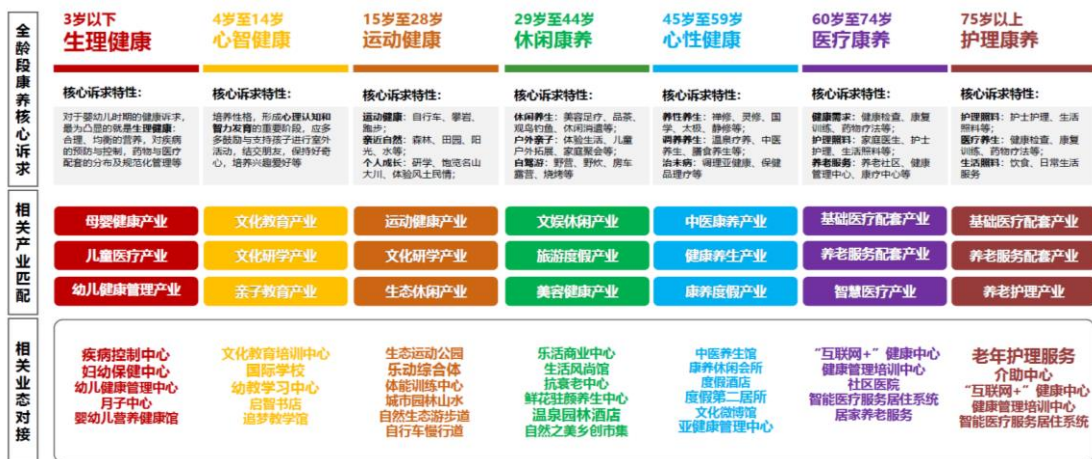 全龄段康养核心诉求
3岁以下
生理健康
核心诉求特性：
对于婴幼儿时期的健康诉求，
最为凸显的就是生理健康：
合理、均衡的营养，对疾病
的预防与控制，药物与医疗
配套的分布及规范化管理等
4岁至14岁
心智健康
核心诉求特性：
培养性格，形成心理认知和
智力发育的重要阶段，应多
多鼓励与支持孩子进行室外
活动，结交朋友，保持好奇
心，培养兴趣爱好等
15岁至28岁
运动健康
核心诉求特性：
运动健康：自行车、攀岩、
跑步；
亲近自然：森林、田园、阳
光、水等；
个人成长：研学、饱览名山
大川、体验风土民情；
29岁至44岁
休闲康养
核心诉求特性：
休闲养生：美容足疗、品茶、
观鸟钓鱼、休闲消遣等；
户外亲子：体验生活、儿童
户外拓展、家庭聚会等；
自驾游：野营、野炊、房车
露营、烧烤等
45岁至59岁
心性健康
核心诉求特性：
养性养生：禅修、灵修、国
学、太极、静修等；
调养养生：温泉疗养、中医
养生、膳食养生等；
治未病：调理亚健康、保健
品理疗等
60岁至74岁
医疗康养
核心诉求特性：
健康需求：健康检查、康复
训练、药物疗法等；
护理照料：家庭医生、护士
护理、生活照料等；
养老服务：养老社区、健康
管理中心、康疗中心等
75岁以上
护理康养
核心诉求特性：
护理照料：护士护理、生活
照料等；
医疗养生：健康检查、康复
训练、药物疗法等；
生活照料：饮食、日常生活
服务
相关产业匹配
母婴健康产业
文化教育产业
运动健康产业
文娱休闲产业
中医康养产业
基础医疗配套产业
基础医疗配套产业
儿童医疗产业
文化研学产业
文化研学产业
旅游度假产业
健康养生产业
养老服务配套产业
养老服务配套产业
幼儿健康管理产业
亲子教育产业
生态休闲产业
美容健康产业
康养度假产业
智慧医疗产业
养老护理产业
相关业态对接
疾病控制中心
妇幼保健中心
幼儿健康管理中心
月子中心
婴幼儿营养健康馆
文化教育培训中心
国际学校
幼教学习中心
启智书店
追梦教学馆
生态运动公园
乐动综合体
体能训练中心
城市园林山水
自然生态游步道
自行车慢行道
乐活商业中心
生活风尚馆
抗衰老中心
鲜花驻颜养生中心
温泉园林酒店
自然之美乡创市集
中医养生馆
康养休闲会所
度假酒店
度假第二居所
文化微博馆
亚健康管理中心
“互联网+”健康中心
健康管理培训中心
社区医院
智能医疗服务居住系统
居家养老服务
老年护理服务
介助中心
“互联网+”健康中心
健康管理培训中心
智能医疗服务居住系统